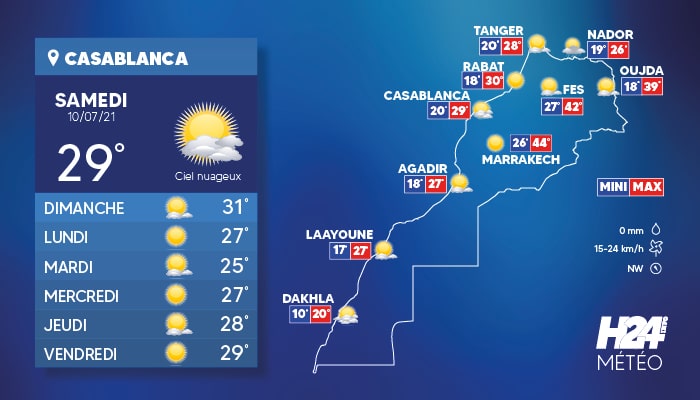 CASABLANCA
SAMEDI
10/07/21
29°
Ciel nuageux
DIMANCHE 31°
LUNDI 27°
MARDI 25°
MERCREDI 27°
JEUDI 28°
VENDREDI 29°
TANGER
20° 28°
NADOR
19° 26°
RABAT
18° 30°
OUJDA
18° 39°
FES
27° 42°
CASABLANCA
20° 29°
26° 44°
MARRAKECH
AGADIR
18° 27°
MINI MAX
LAAYOUNE
17° 27°
0 mm
15-24 km/h
NW
DAKHLA
10° 20°
H24 INFO
MÉTÉO